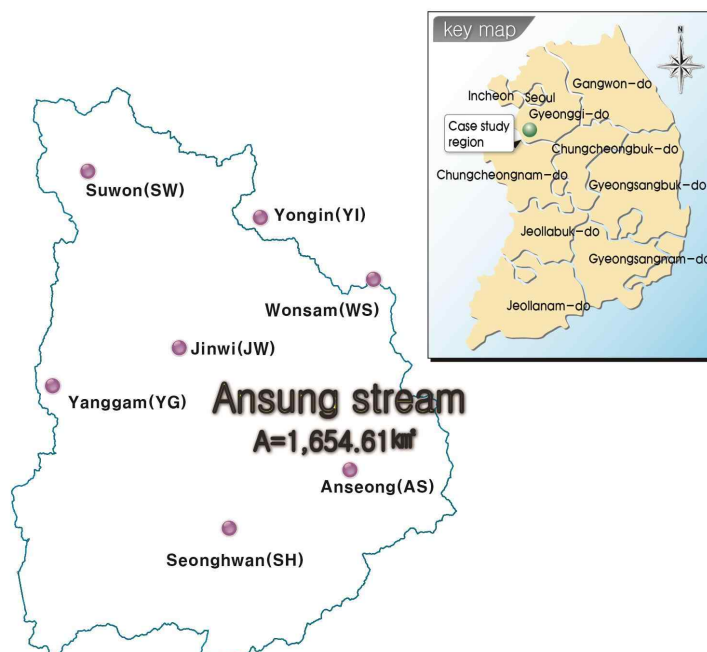 key map
N
Gangwon-do
Incheon
Seoul
Gyeonggi-do
Case study
region
Chungcheongbuk-do
Chungcheongnam-do
Gyeongsangbuk-do
Jeollabuk-do
Gyeongsangnam-do
Jeollanam-do
Suwon(SW)
Yongin(YI)
Wonsam(WS)
Jinwi(JW)
Yanggam(YG)
Ansung stream
A=1,654.61㎢
Anseong(AS)
Seonghwan(SH)